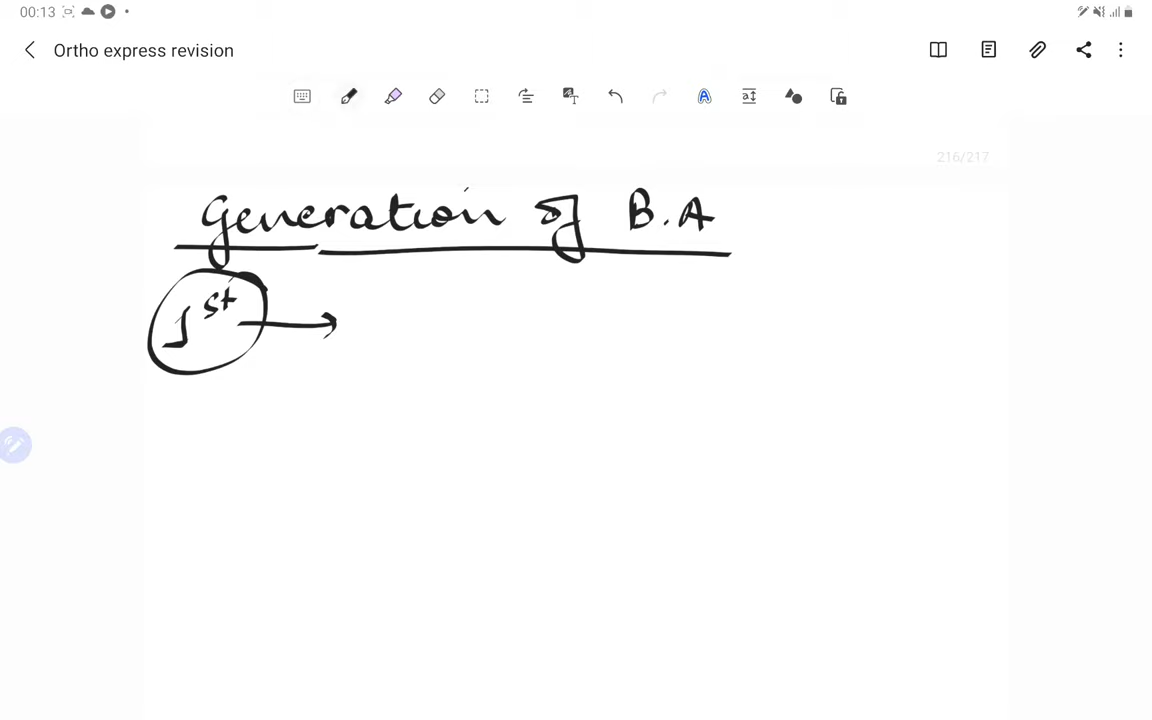 00:13
Ortho express revision
216/217
Generation of B.A
1st →